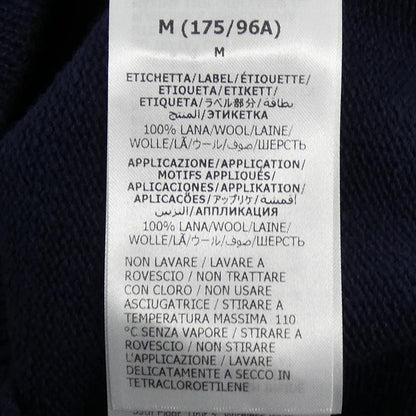 M (175/96A)
M
ETICHETTA/LABEL/ÉTIQUETTE/
ETIQUETA/ETIKETT/
ETIQUETA/ラベル部分/بطاقة/
المنتج/ЭТИКЕТКА
100% LANA/WOOL/LAINE/
WOLLE/LÃ/ウール/صوف/ШЕРСТЬ
APPLICAZIONE/APPLICATION/
MOTIFS APPLIQUÉS/
APLICACIONES/APPLIKATION/
APLICAÇÕES/アップリケ/أقمشة/
التزيين/АППЛИКАЦИЯ
100% LANA/WOOL/LAINE/
WOLLE/LÃ/ウール/صوف/ШЕРСТЬ
NON LAVARE / LAVARE A
ROVESCIO / NON TRATTARE
CON CLORO / NON USARE
ASCIUGATRICE / STIRARE A
TEMPERATURA MASSIMA 110
°C SENZA VAPORE / STIRARE A
ROVESCIO / NON STIRARE
L'APPLICAZIONE / LAVARE
DELICATAMENTE A SECCO IN
TETRACLOROETILENE